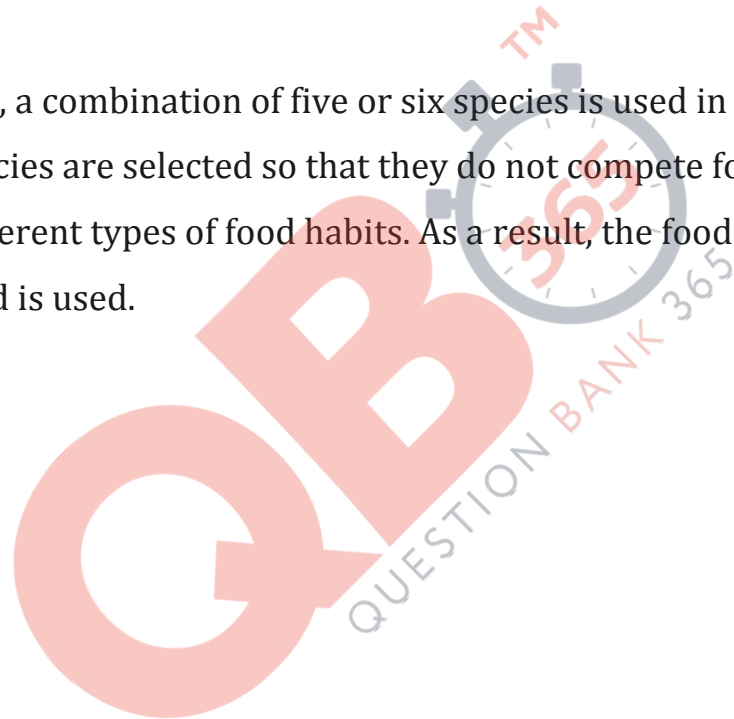 , a combination of five or six species is used in
cies are selected so that they do not compete fo
erent types of food habits. As a result, the food
d is used.
TM
365
QB
QUESTION BANK 365